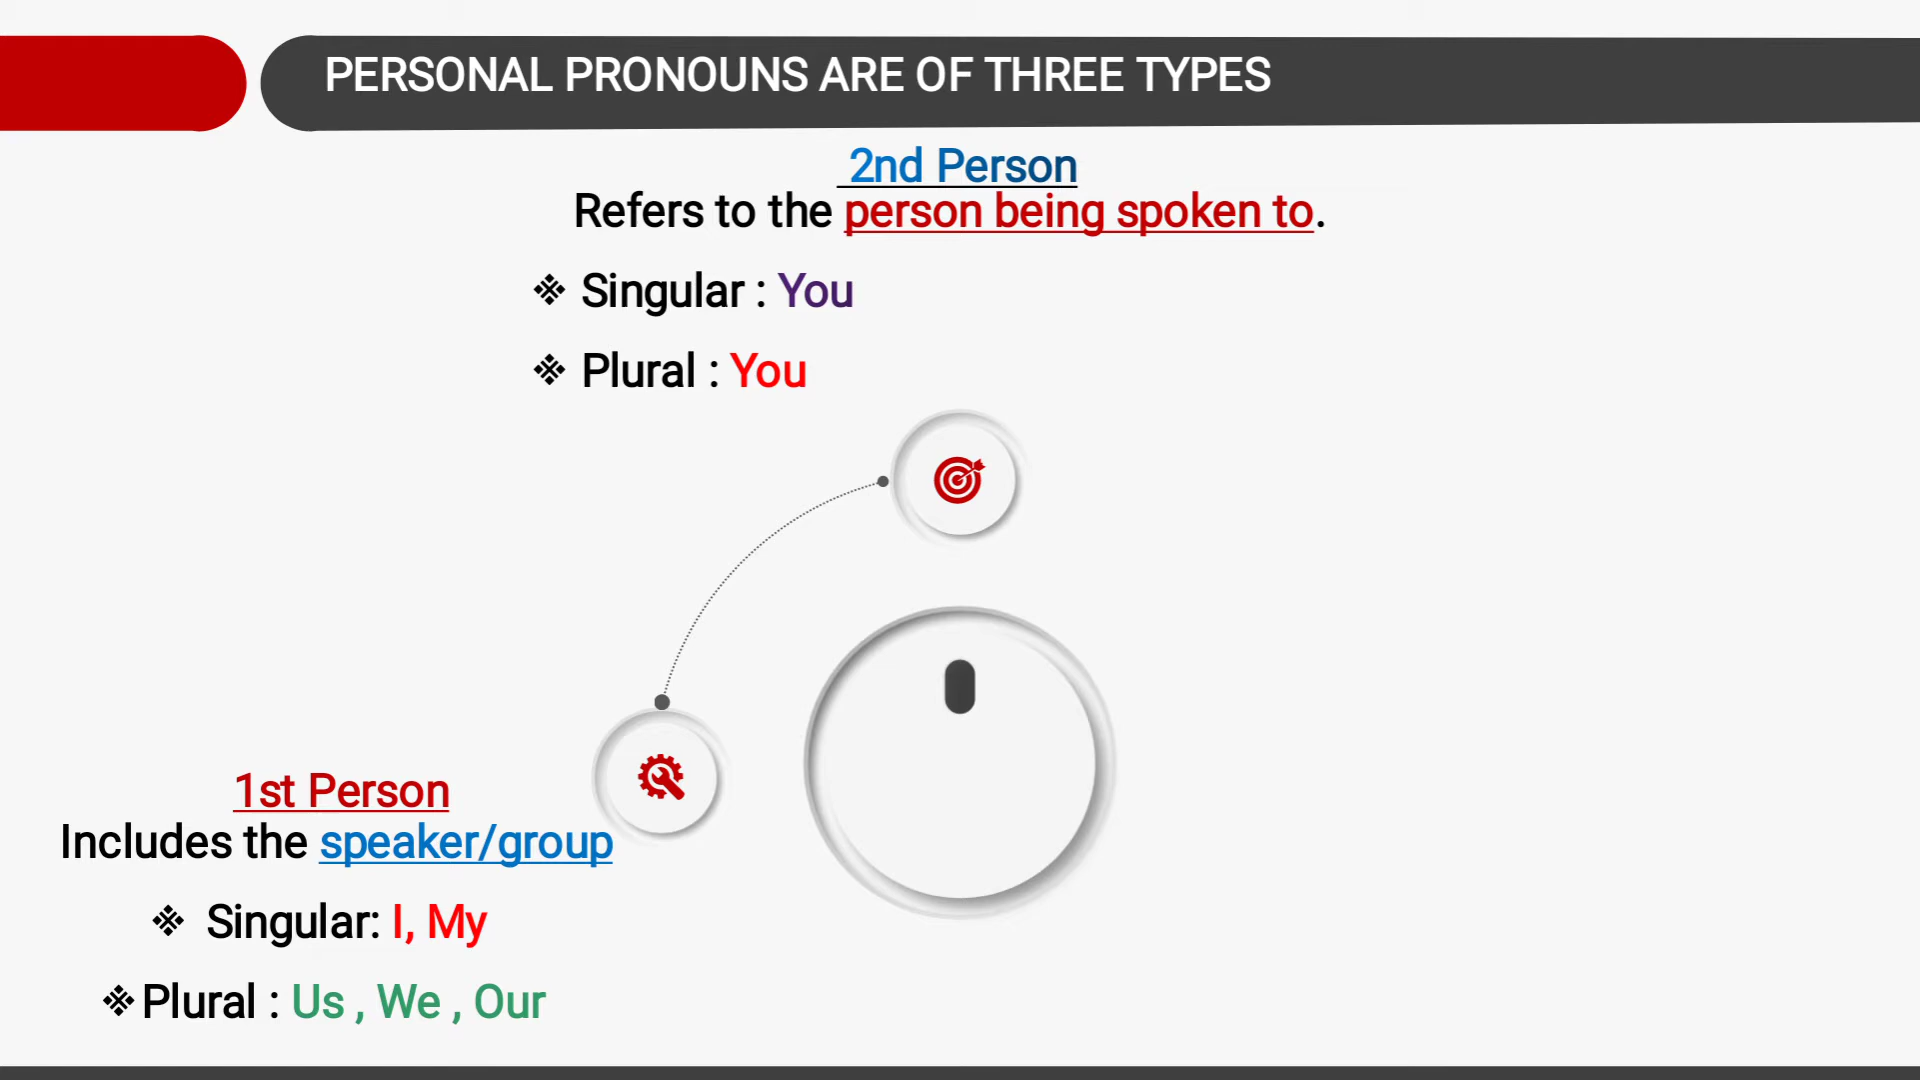 PERSONAL PRONOUNS ARE OF THREE TYPES
2nd Person
Refers to the person being spoken to.
❖ Singular : You
❖ Plural : You
1st Person
Includes the speaker/group
❖ Singular: I, My
❖ Plural : Us , We , Our